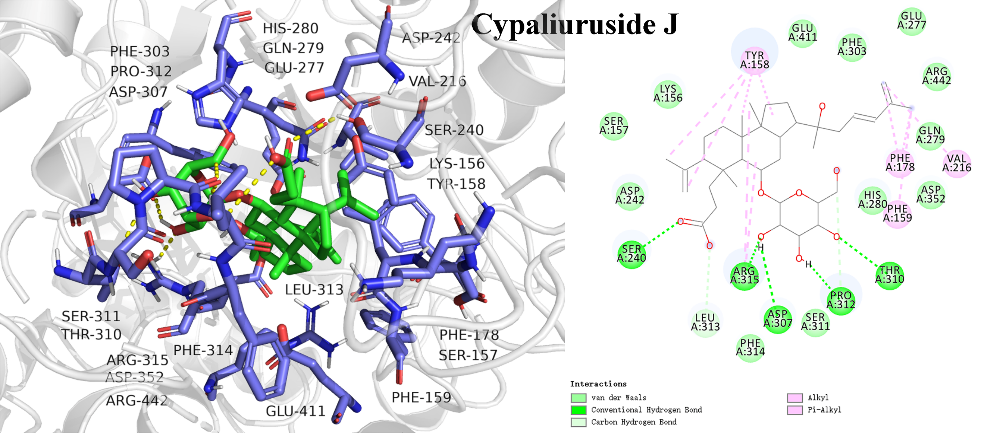 Cypaliuruside J
HIS-280
GLN-279
GLU-277
PHE-303
PRO-312
ASP-307
ASP-242
VAL-216
SER-240
LYS-156
TYR-158
LEU-313
SER-311
THR-310
ARG-315
ASP-352
ARG-442
PHE-314
GLU-411
PHE-178
SER-157
PHE-159
GLU
A:277
GLU
A:411
PHE
A:303
TYR
A:158
ARG
A:442
LYS
A:156
O
SER
A:157
GLN
A:279
PHE
A:178
VAL
A:216
O
ASP
A:242
HIS
A:280
ASP
A:352
O
O
PHE
A:159
O
SER
A:240
O
O
H
O
O
O
H
ARG
A:315
THR
A:310
PRO
A:312
LEU
A:313
ASP
A:307
SER
A:311
PHE
A:314
Interactions
van der Waals
Conventional Hydrogen Bond
Carbon Hydrogen Bond
Alkyl
Pi-Alkyl